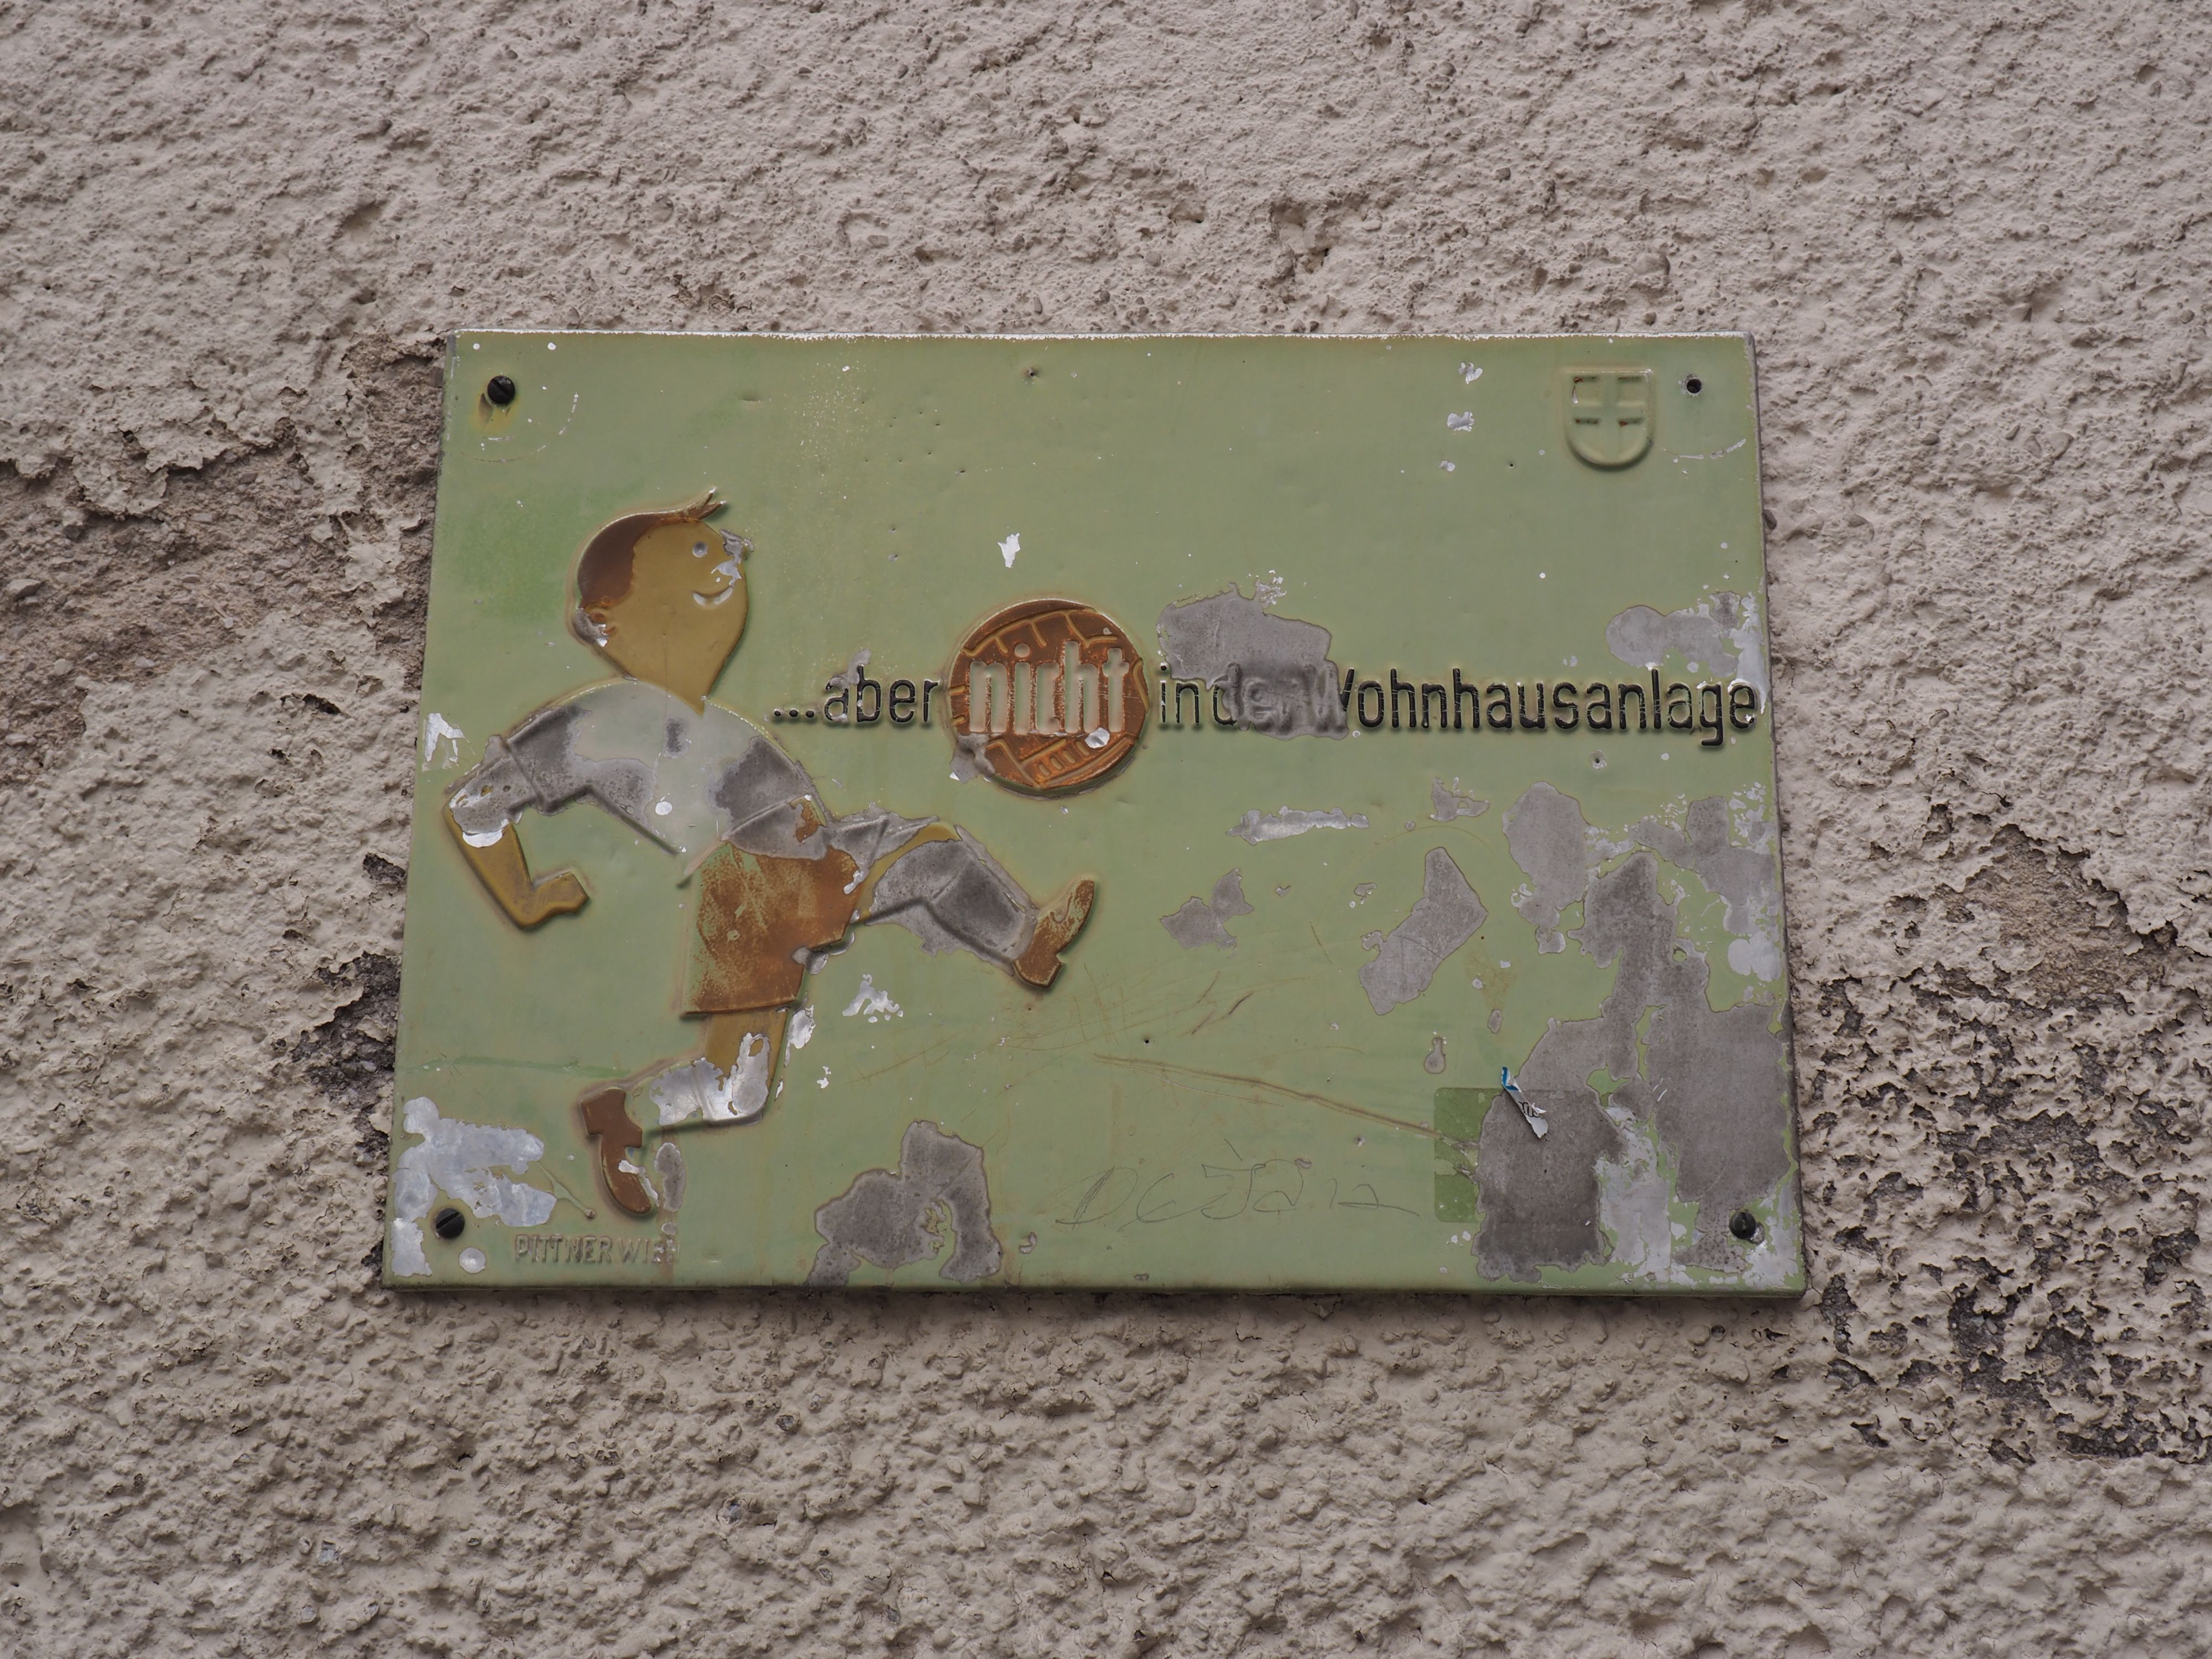 ...aber nicht in der Wohnhausanlage
PITTNER WIEN